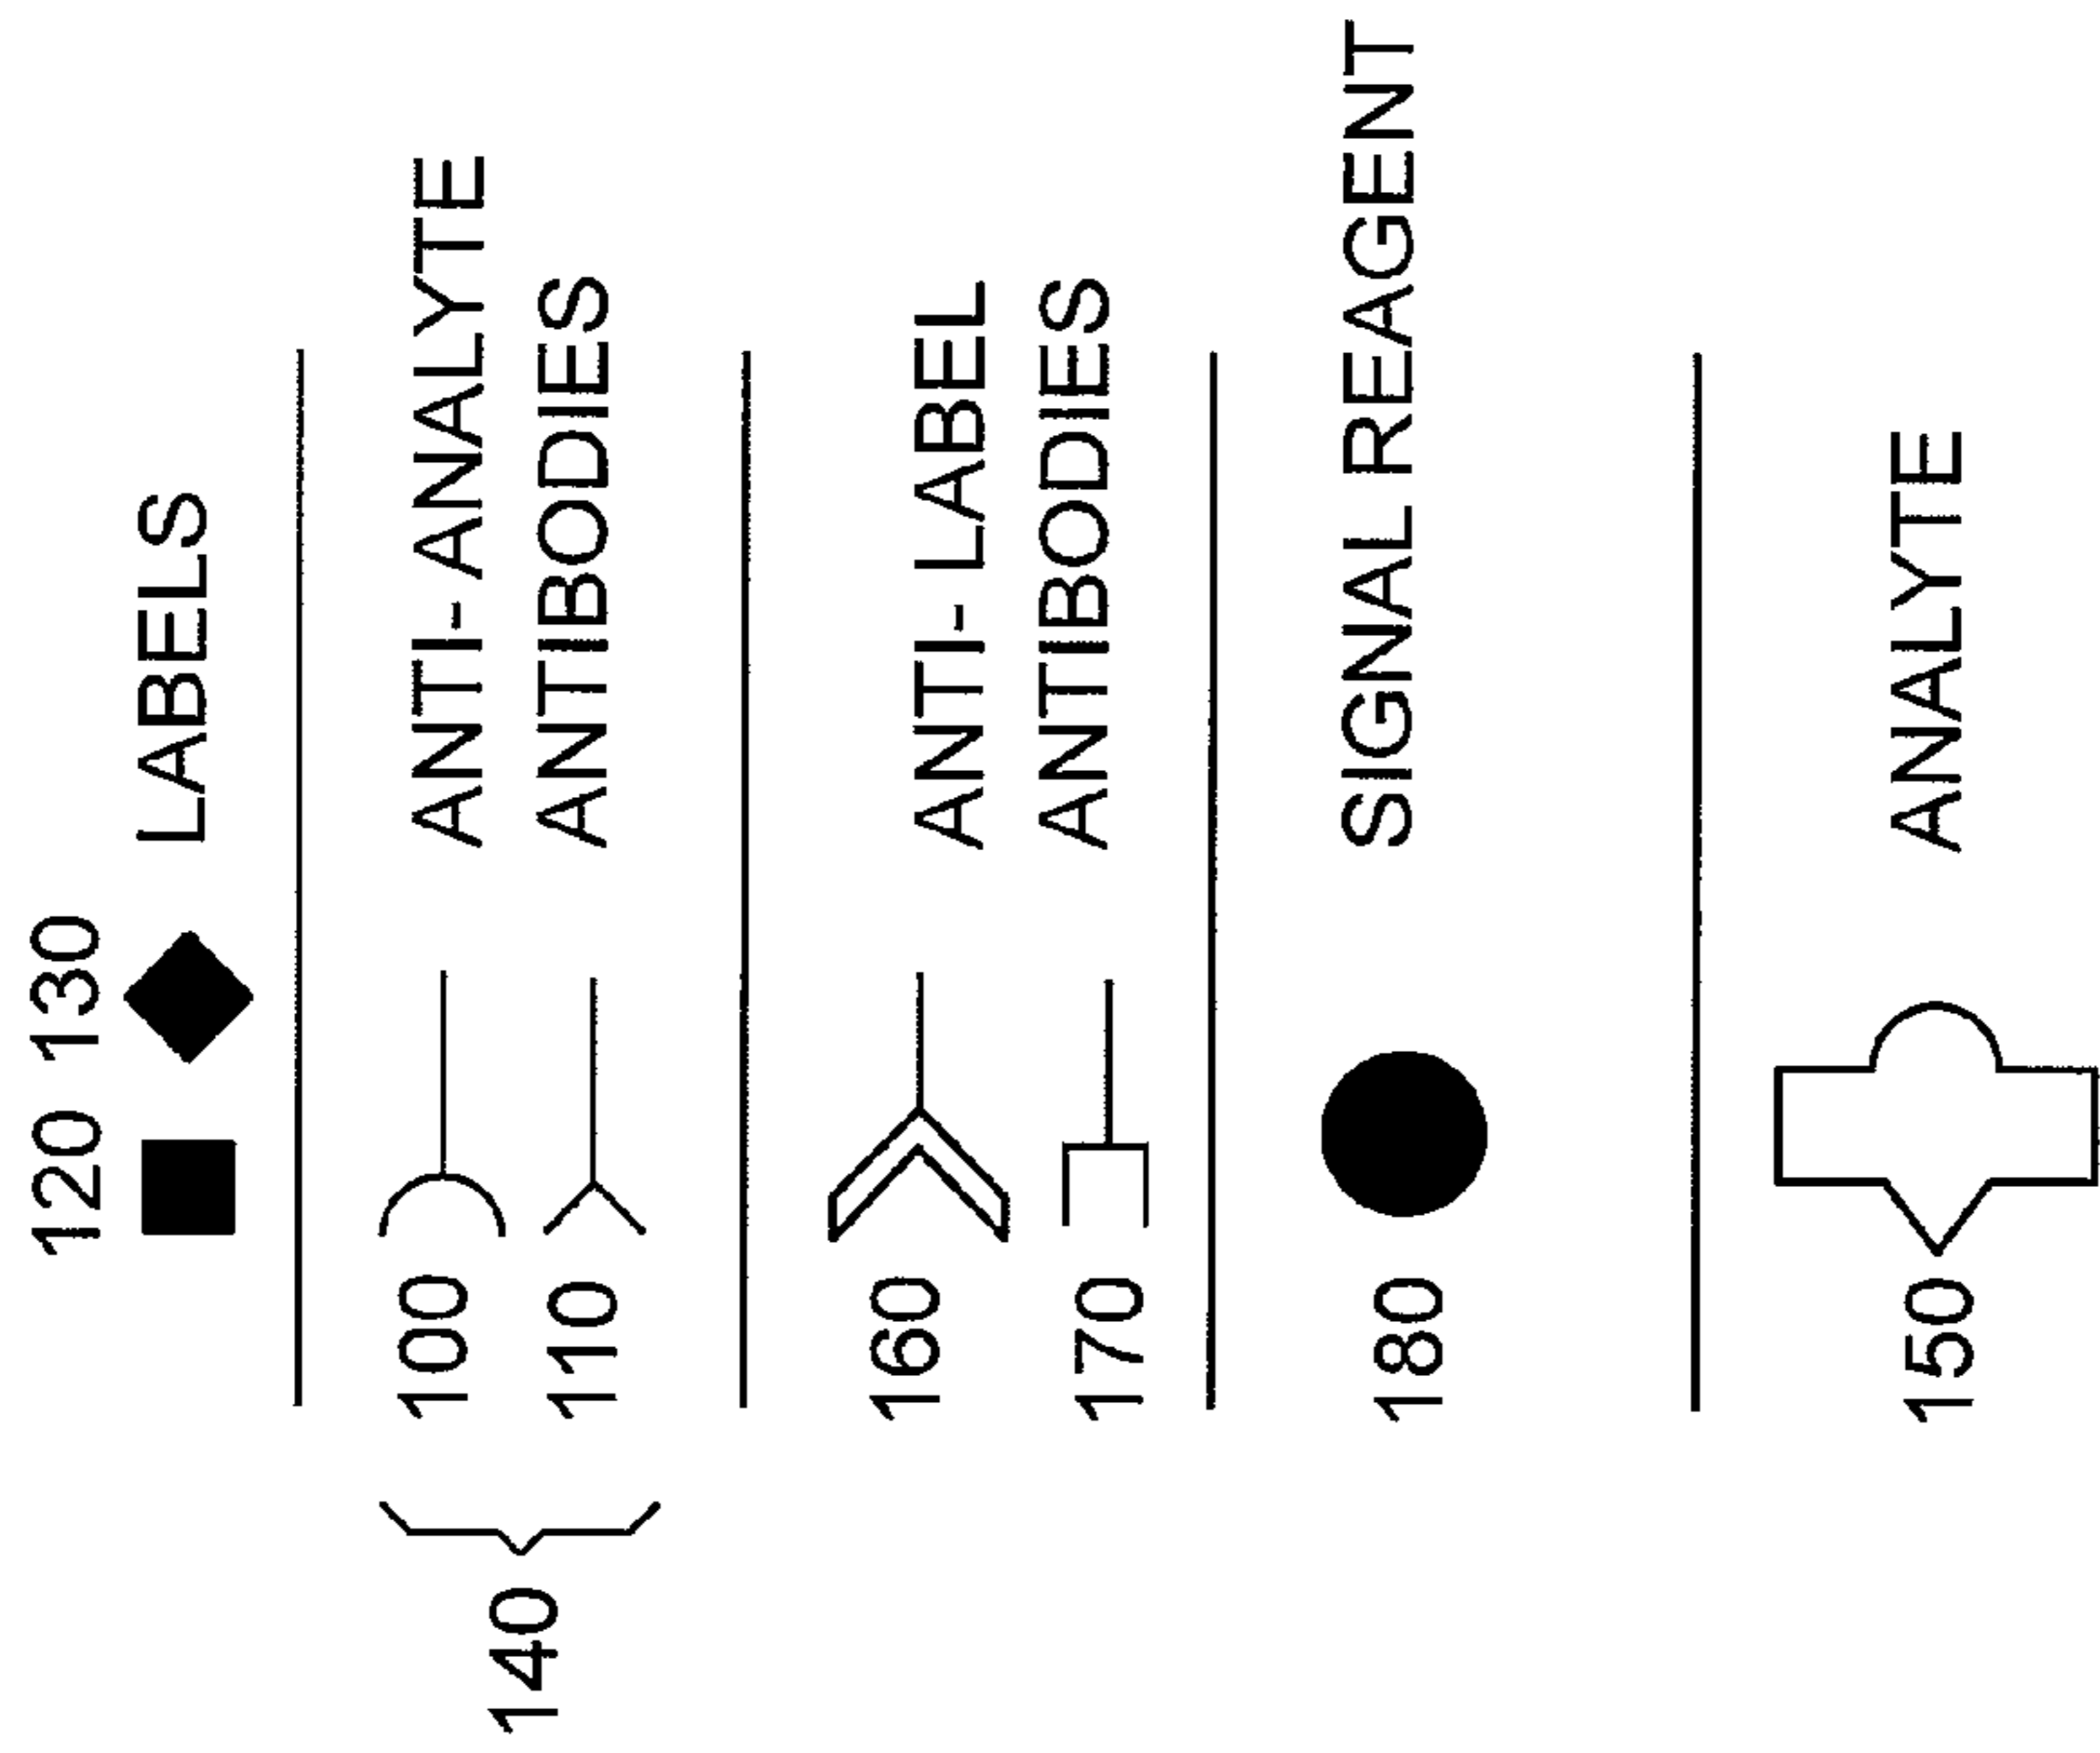 120 130
LABELS
140
100
110
ANTI- ANALYTE
ANTIBODIES
160
170
ANTI- LABEL
ANTIBODIES
180
SIGNAL REAGENT
150
ANALYTE